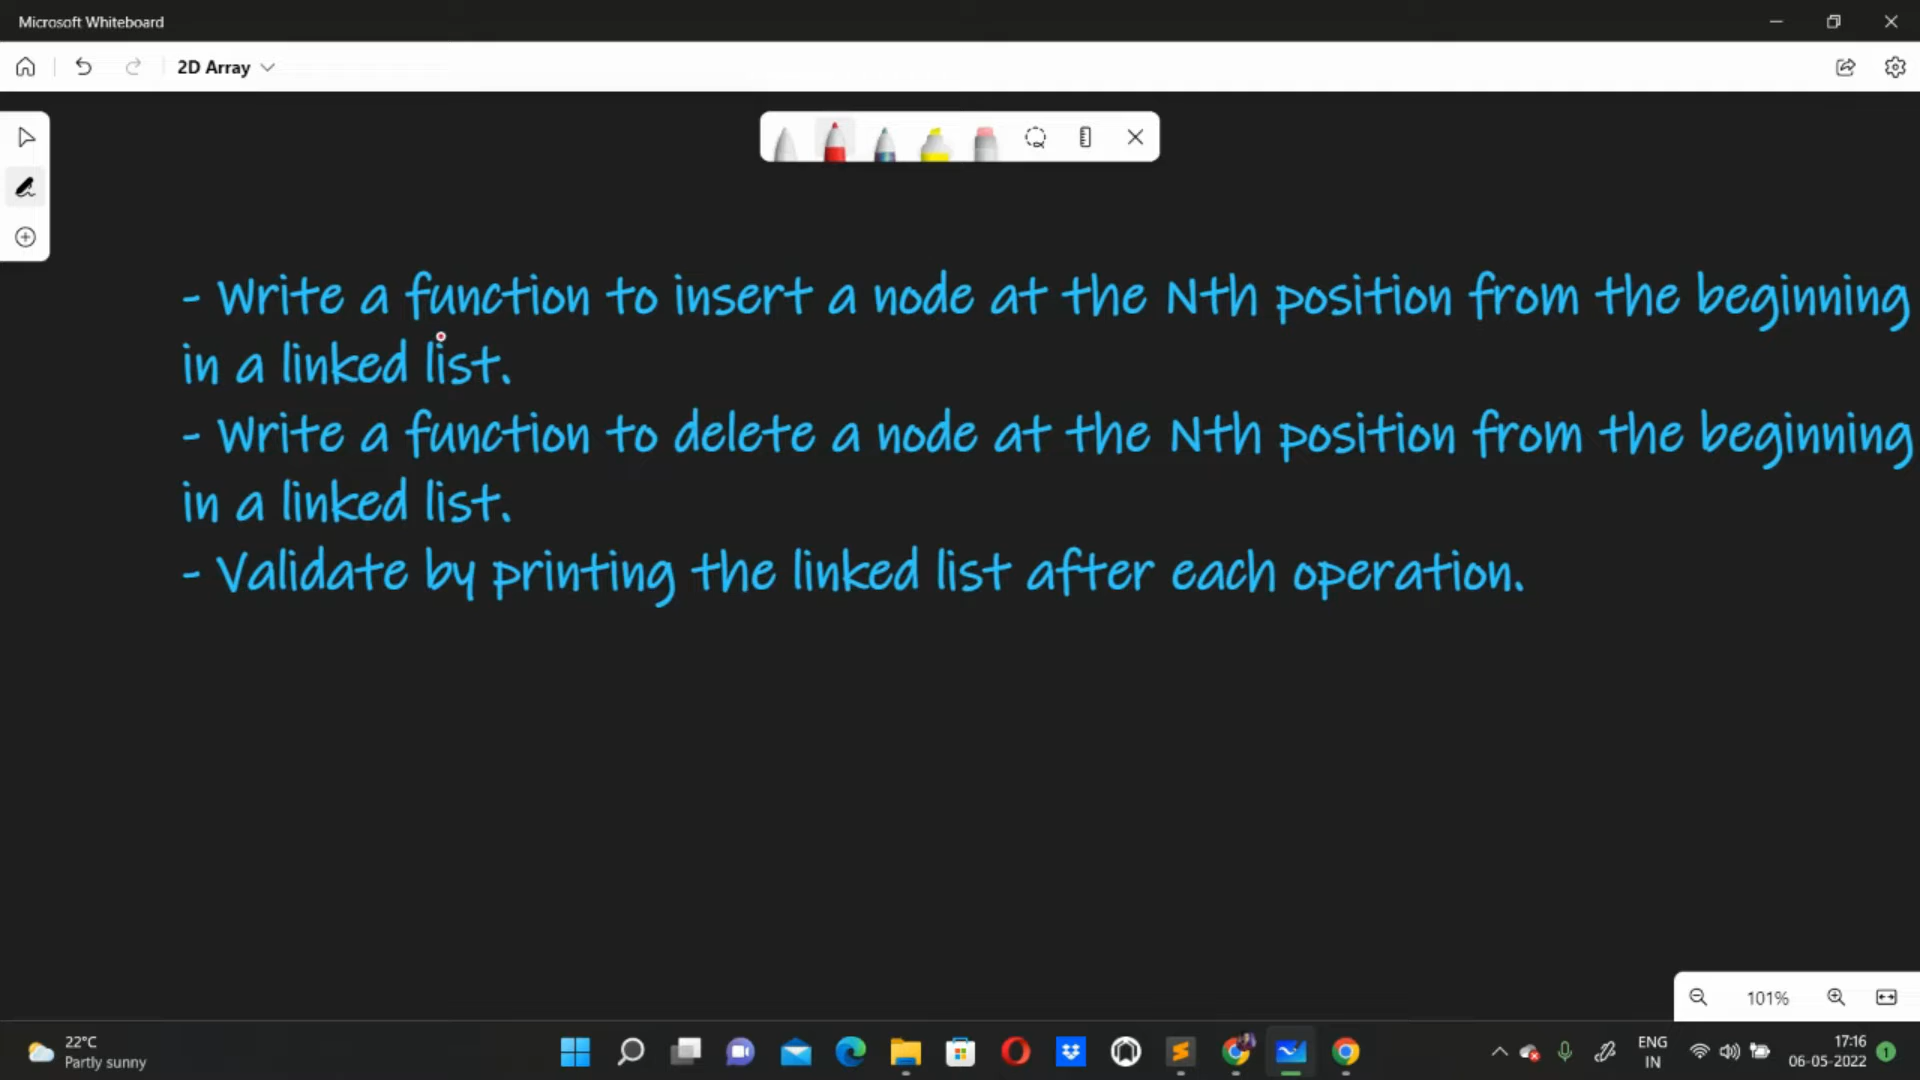 Microsoft Whiteboard
2D Array
- Write a function to insert a node at the Nth position from the beginning
in a linked list.
- Write a function to delete a node at the Nth position from the beginning
in a linked list.
- Validate by printing the linked list after each operation.
101%
22°C
Partly sunny
ENG
IN
17:16
06-05-2022
1